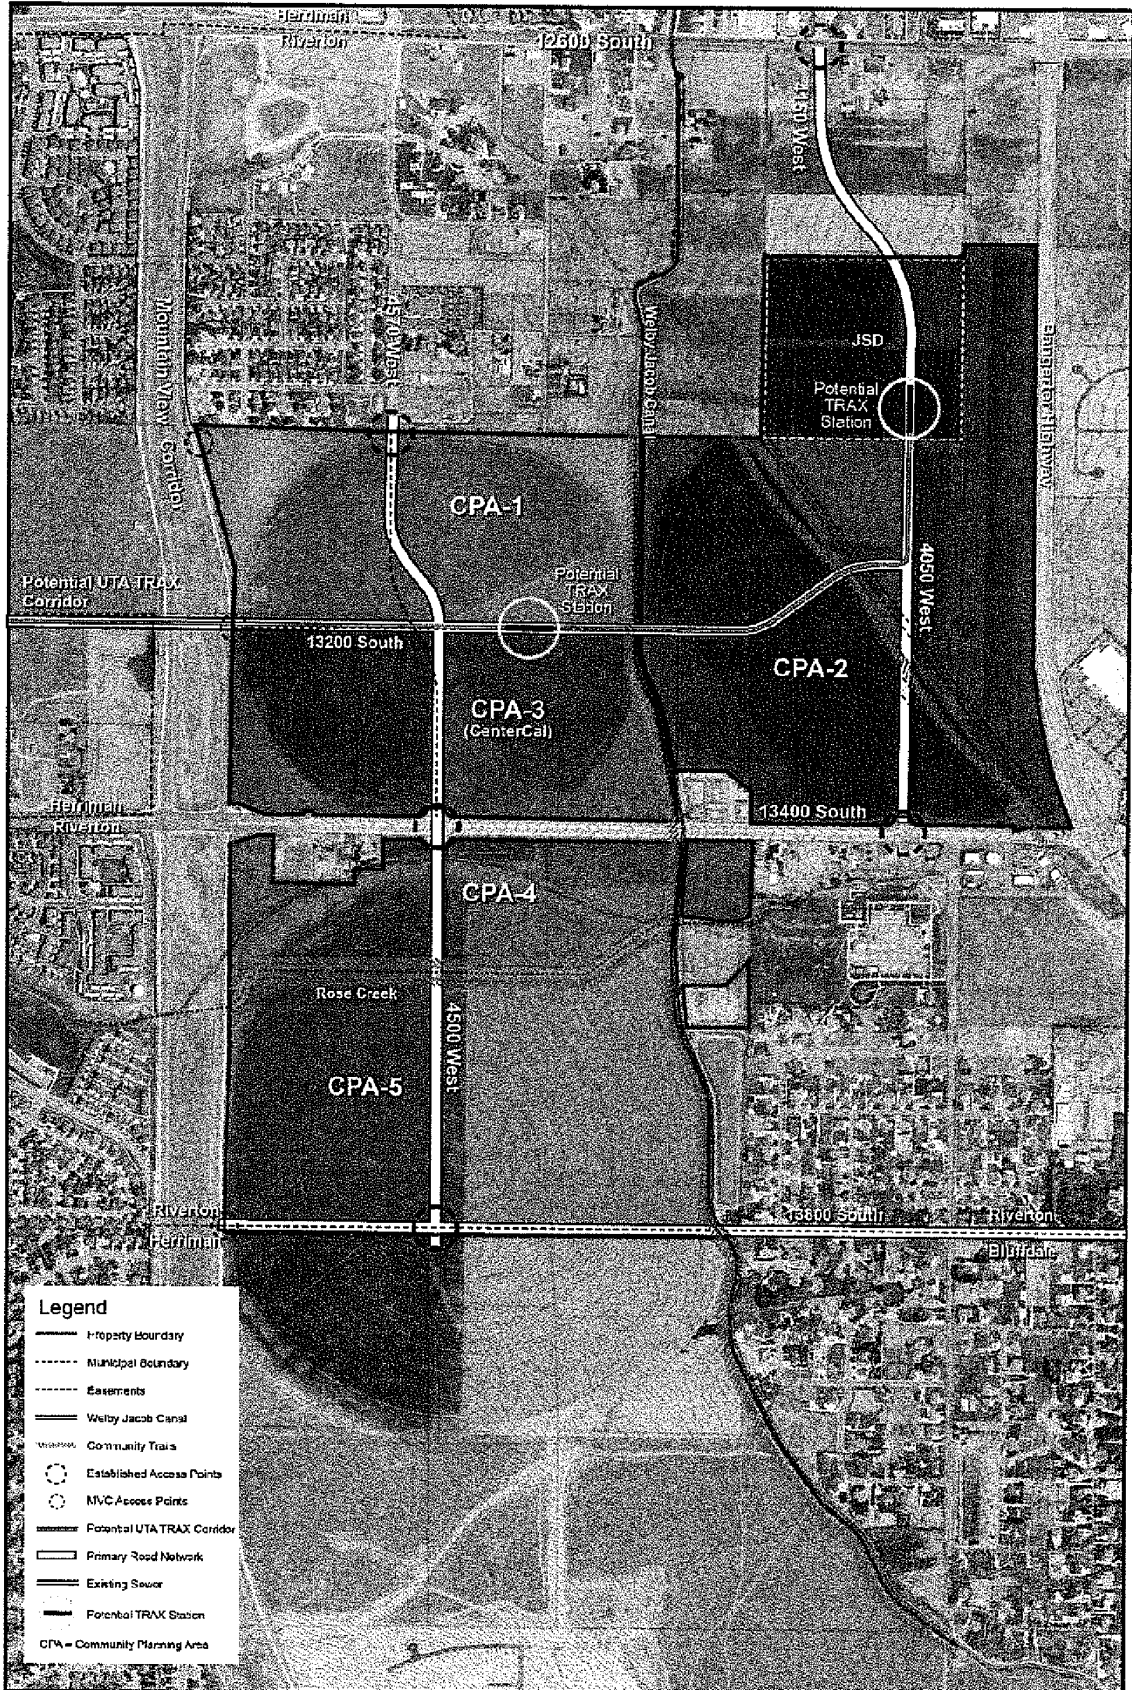 Herriman
Riverton
12600 South
4150 West
Mountain View Corridor
4570 West
Welby Jacob Canal
JSD
Potential
TRAX
Station
Bangerter Highway
CPA-1
Potential UTA TRAX
Corridor
Potential
TRAX
Station
4050 West
13200 South
CPA-2
CPA-3
(CenterCal)
Herriman
Riverton
13400 South
CPA-4
Rose Creek
4500 West
CPA-5
Riverton
Herriman
13800 South
Riverton
Bluffdale
Legend
Property Boundary
Municipal Boundary
Easements
Welby Jacob Canal
Community Trails
Established Access Points
MVC Access Points
Potential UTA TRAX Corridor
Primary Road Network
Existing Sewer
Potential TRAX Station
CPA = Community Planning Area